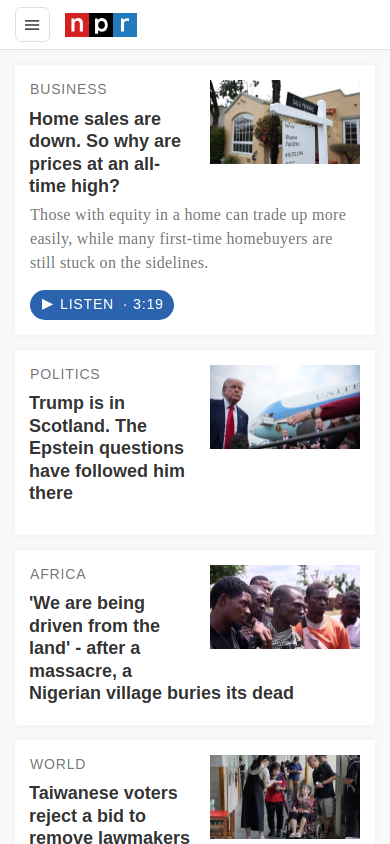 npr
BUSINESS
Home sales are
down. So why are
prices at an all-
time high?
SALE PENDING
Those with equity in a home can trade up more
easily, while many first-time homebuyers are
still stuck on the sidelines.
LISTEN · 3:19
POLITICS
Trump is in
Scotland. The
Epstein questions
have followed him
there
AFRICA
'We are being
driven from the
land' - after a
massacre, a
Nigerian village buries its dead
WORLD
Taiwanese voters
reject a bid to
remove lawmakers